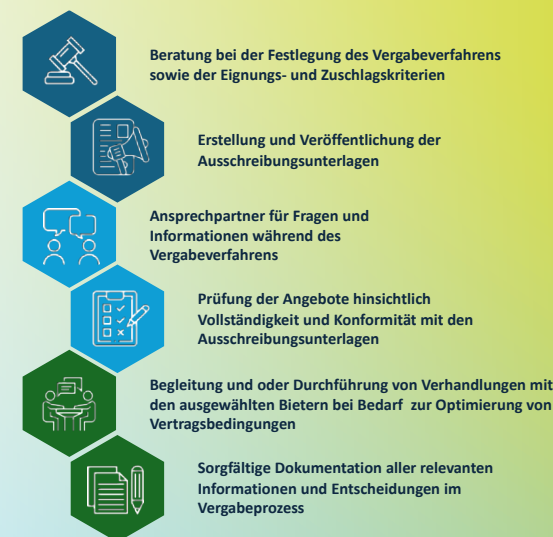 Beratung bei der Festlegung des Vergabeverfahrens
sowie der Eignungs- und Zuschlagskriterien
Erstellung und Veröffentlichung der
Ausschreibungsunterlagen
Ansprechpartner für Fragen und
Informationen während des
Vergabeverfahrens
Prüfung der Angebote hinsichtlich
Vollständigkeit und Konformität mit den
Ausschreibungsunterlagen
Begleitung und oder Durchführung von Verhandlungen mit
den ausgewählten Bietern bei Bedarf  zur Optimierung von
Vertragsbedingungen
Sorgfältige Dokumentation aller relevanten
Informationen und Entscheidungen im
Vergabeprozess